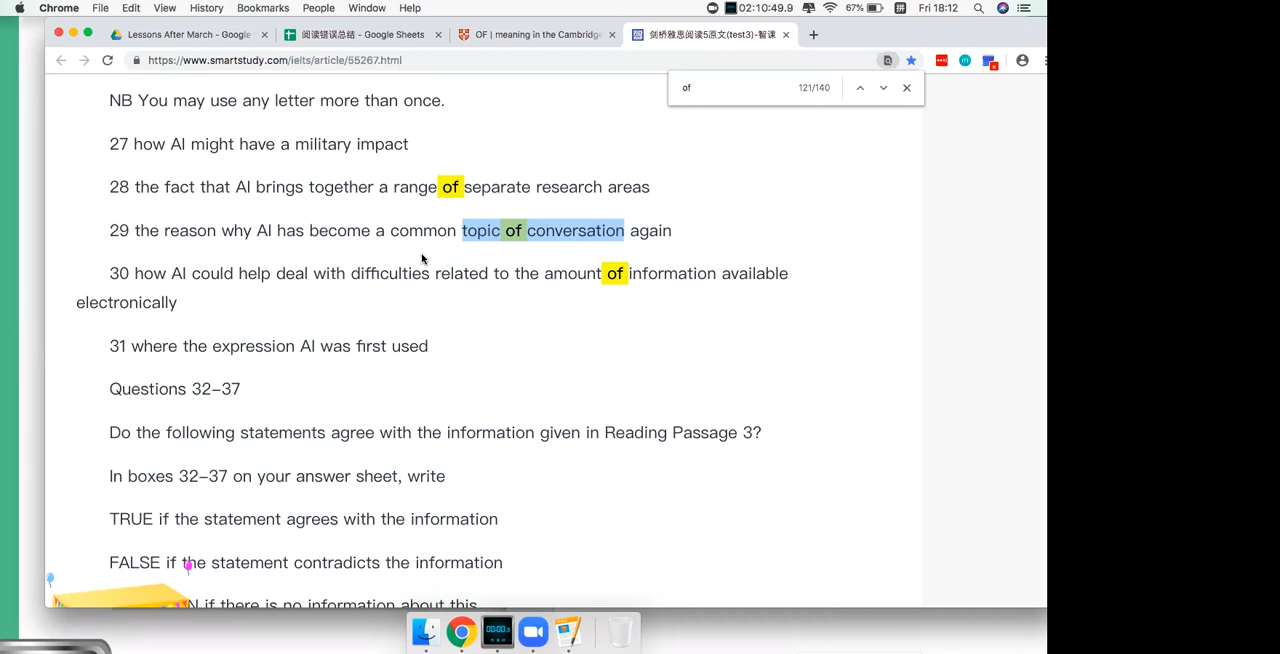 Chrome File Edit View History Bookmarks People Window Help 02:10:49.9 67% 拼 Fri 18:12
Lessons After March - Google 阅读错误总结 - Google Sheets OF | meaning in the Cambridge 剑桥雅思阅读5原文(test3)-智课
https://www.smartstudy.com/ielts/article/55267.html
of 121/140
NB You may use any letter more than once.
27 how AI might have a military impact
28 the fact that AI brings together a range of separate research areas
29 the reason why AI has become a common topic of conversation again
30 how AI could help deal with difficulties related to the amount of information available
electronically
31 where the expression AI was first used
Questions 32–37
Do the following statements agree with the information given in Reading Passage 3?
In boxes 32–37 on your answer sheet, write
TRUE if the statement agrees with the information
FALSE if the statement contradicts the information
N if there is no information about this